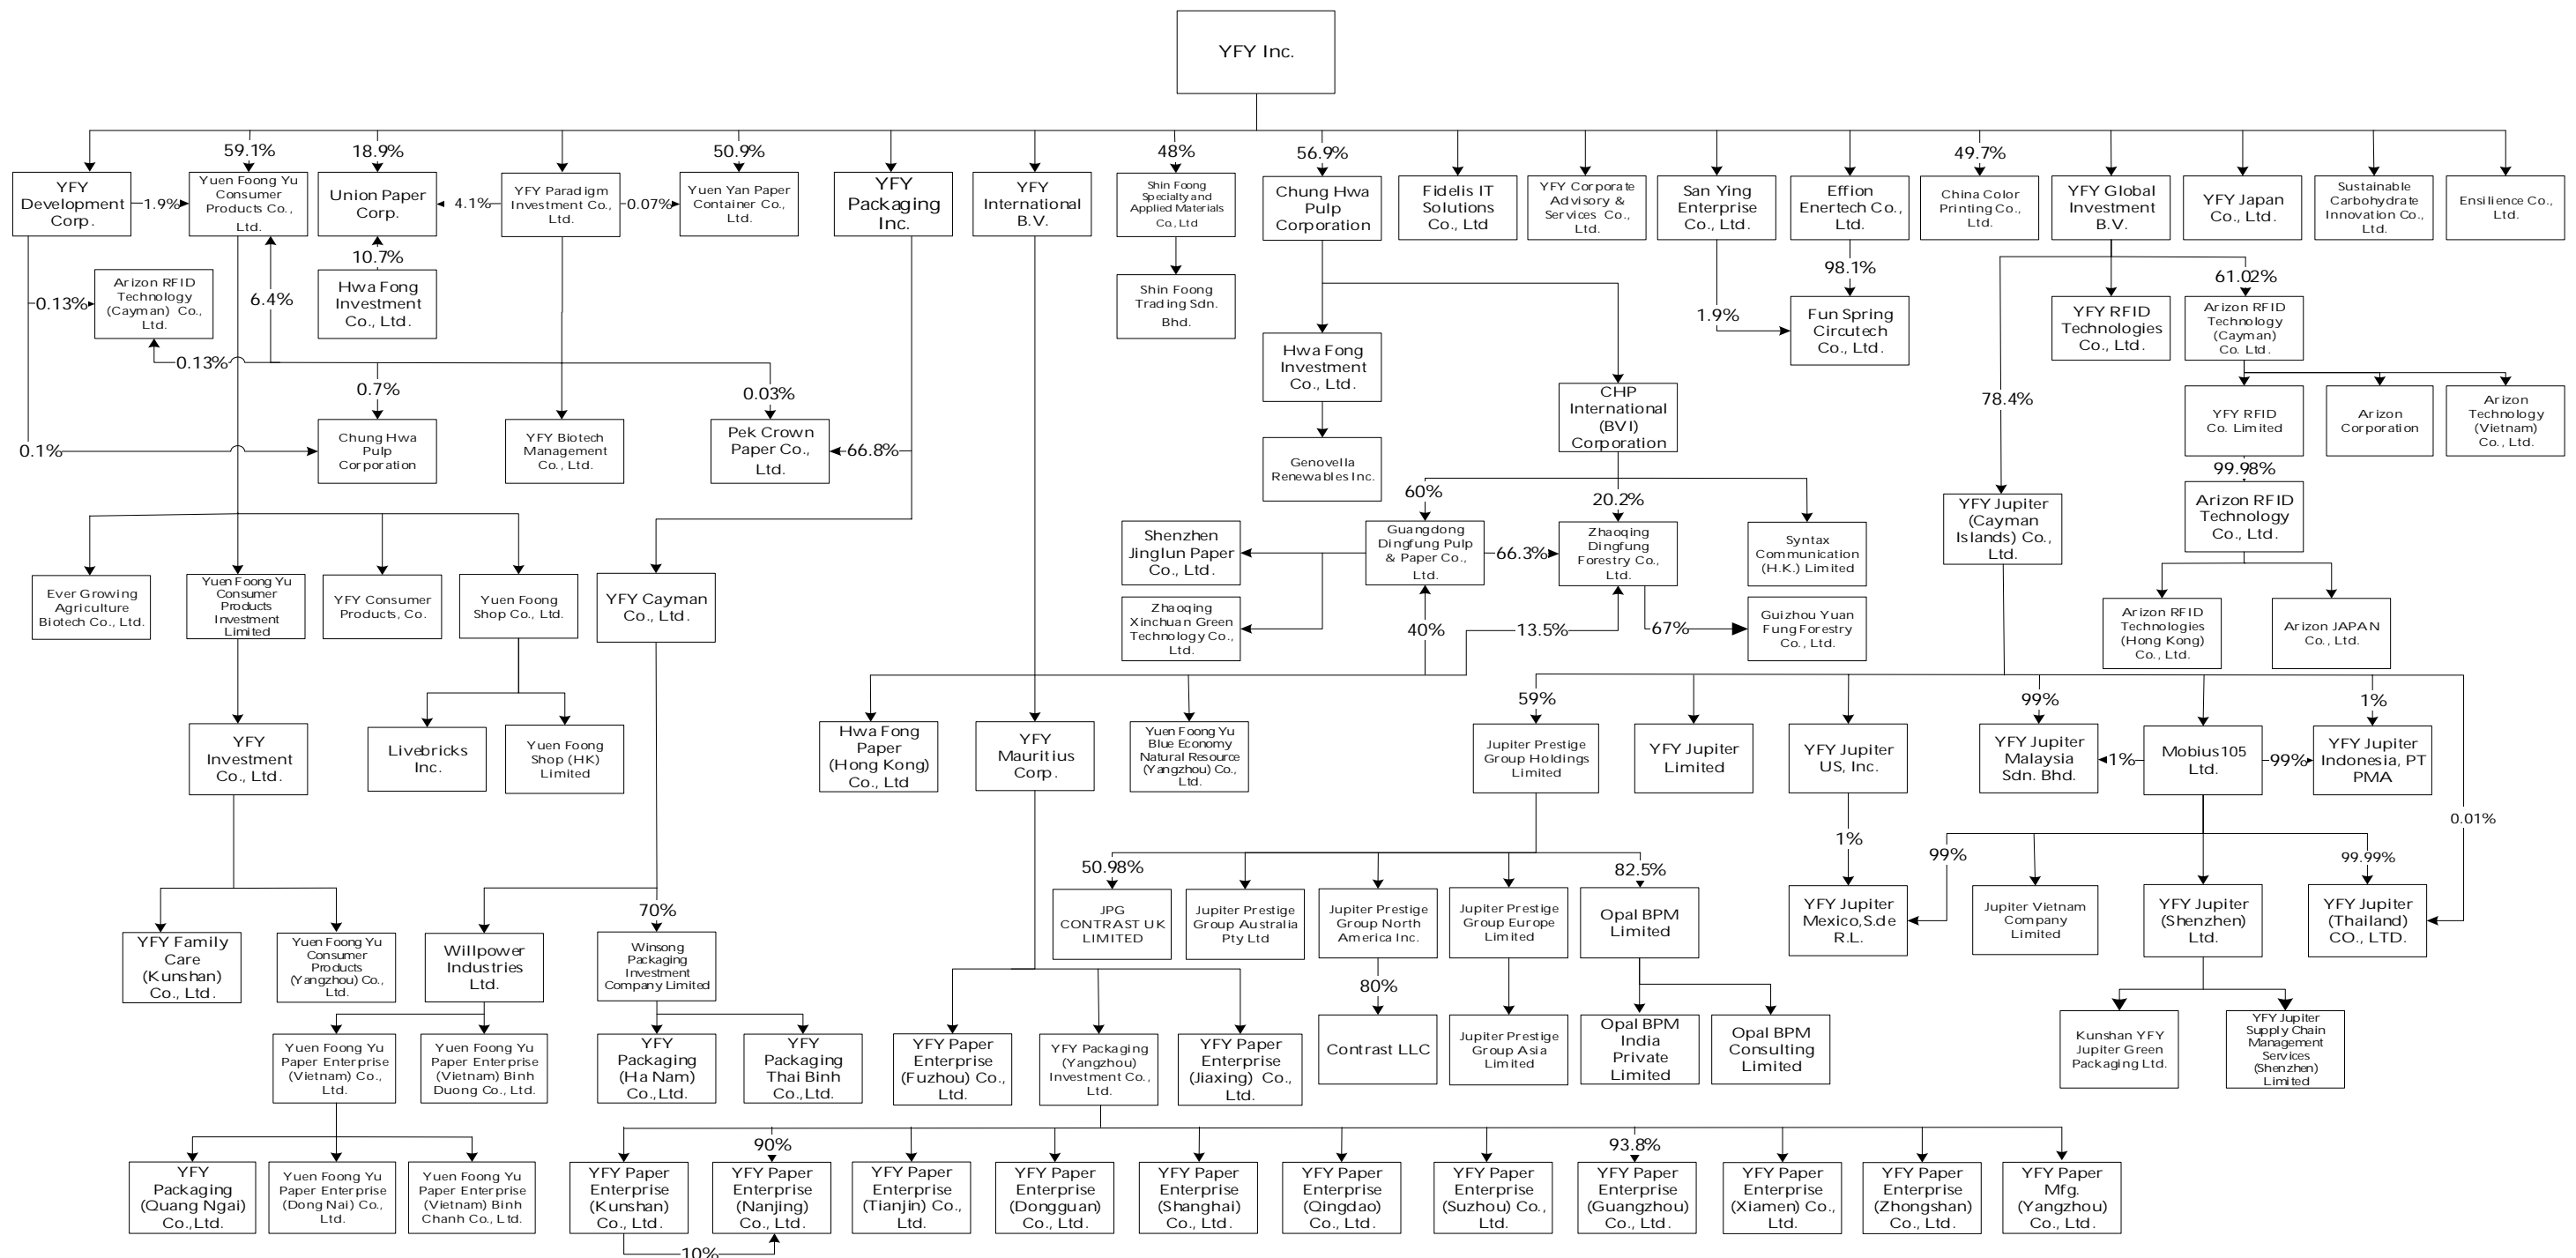 YFY Inc.
59.1%
18.9%
50.9%
48%
56.9%
49.7%
YFY
Development
Corp.
1.9%
Yuen Foong Yu
Consumer
Products Co.,
Ltd.
Union Paper
Corp.
4.1%
YFY Paradigm
Investment Co.,
Ltd.
0.07%
Yuen Yan Paper
Container Co.,
Ltd.
YFY
Packaging
Inc.
YFY
International
B.V.
Shin Foong
Specialty and
Applied Materials
Co., Ltd
Chung Hwa
Pulp
Corporation
Fidelis IT
Solutions
Co., Ltd
YFY Corporate
Advisory &
Services Co.,
Ltd.
San Ying
Enterprise
Co., Ltd.
Effion
Enertech Co.,
Ltd.
China Color
Printing Co.,
Ltd.
YFY Global
Investment
B.V.
YFY Japan
Co., Ltd.
Sustainable
Carbohydrate
Innovation Co.,
Ltd.
Ensilience Co.,
Ltd.
10.7%
98.1%
61.02%
0.13%
Arizon RFID
Technology
(Cayman) Co.,
Ltd.
6.4%
Hwa Fong
Investment
Co., Ltd.
Shin Foong
Trading Sdn.
Bhd.
1.9%
Fun Spring
Circutech
Co., Ltd.
YFY RFID
Technologies
Co., Ltd.
Arizon RFID
Technology
(Cayman)
Co. Ltd.
0.13%
0.7%
0.03%
Hwa Fong
Investment
Co., Ltd.
CHP
International
(BVI)
Corporation
78.4%
YFY RFID
Co. Limited
Arizon
Corporation
Arizon
Technology
(Vietnam)
Co., Ltd.
0.1%
Chung Hwa
Pulp
Corporation
YFY Biotech
Management
Co., Ltd.
Pek Crown
Paper Co.,
Ltd.
66.8%
Genovella
Renewables Inc.
99.98%
60%
20.2%
YFY Jupiter
(Cayman
Islands) Co.,
Ltd.
Arizon RFID
Technology
Co., Ltd.
Shenzhen
Jinglun Paper
Co., Ltd.
Guangdong
Dingfung Pulp
& Paper Co.,
Ltd.
66.3%
Zhaoqing
Dingfung
Forestry Co.,
Ltd.
Syntax
Communication
(H.K.) Limited
Ever Growing
Agriculture
Biotech Co., Ltd.
Yuen Foong Yu
Consumer
Products
Investment
Limited
YFY Consumer
Products, Co.
Yuen Foong
Shop Co., Ltd.
YFY Cayman
Co., Ltd.
Zhaoqing
Xinchuan Green
Technology Co.,
Ltd.
40%
13.5%
67%
Guizhou Yuan
Fung Forestry
Co., Ltd.
Arizon RFID
Technologies
(Hong Kong)
Co., Ltd.
Arizon JAPAN
Co., Ltd.
59%
99%
1%
YFY
Investment
Co., Ltd.
Livebricks
Inc.
Yuen Foong
Shop (HK)
Limited
Hwa Fong
Paper
(Hong Kong)
Co., Ltd
YFY
Mauritius
Corp.
Yuen Foong Yu
Blue Economy
Natural Resource
(Yangzhou) Co.,
Ltd.
Jupiter Prestige
Group Holdings
Limited
YFY Jupiter
Limited
YFY Jupiter
US, Inc.
YFY Jupiter
Malaysia
Sdn. Bhd.
1%
Mobius105
Ltd.
99%
YFY Jupiter
Indonesia, PT
PMA
0.01%
50.98%
82.5%
1%
99%
99.99%
70%
JPG
CONTRAST UK
LIMITED
Jupiter Prestige
Group Australia
Pty Ltd
Jupiter Prestige
Group North
America Inc.
Jupiter Prestige
Group Europe
Limited
Opal BPM
Limited
YFY Jupiter
Mexico,S.de
R.L.
Jupiter Vietnam
Company
Limited
YFY Jupiter
(Shenzhen)
Ltd.
YFY Jupiter
(Thailand)
CO., LTD.
YFY Family
Care
(Kunshan)
Co., Ltd.
Yuen Foong Yu
Consumer
Products
(Yangzhou) Co.,
Ltd.
Willpower
Industries
Ltd.
Winsong
Packaging
Investment
Company Limited
80%
Yuen Foong Yu
Paper Enterprise
(Vietnam) Co.,
Ltd.
Yuen Foong Yu
Paper Enterprise
(Vietnam) Binh
Duong Co., Ltd.
YFY
Packaging
(Ha Nam)
Co.,Ltd.
YFY
Packaging
Thai Binh
Co.,Ltd.
YFY Paper
Enterprise
(Fuzhou) Co.,
Ltd.
YFY Packaging
(Yangzhou)
Investment Co.,
Ltd.
YFY Paper
Enterprise
(Jiaxing) Co.,
Ltd.
Contrast LLC
Jupiter Prestige
Group Asia
Limited
Opal BPM
India
Private
Limited
Opal BPM
Consulting
Limited
Kunshan YFY
Jupiter Green
Packaging Ltd.
YFY Jupiter
Supply Chain
Management
Services
(Shenzhen)
Limited
90%
93.8%
YFY
Packaging
(Quang Ngai)
Co.,Ltd.
Yuen Foong Yu
Paper Enterprise
(Dong Nai) Co.,
Ltd.
Yuen Foong Yu
Paper Enterprise
(Vietnam) Binh
Chanh Co., Ltd.
YFY Paper
Enterprise
(Kunshan)
Co., Ltd.
YFY Paper
Enterprise
(Nanjing)
Co., Ltd.
YFY Paper
Enterprise
(Tianjin) Co.,
Ltd.
YFY Paper
Enterprise
(Dongguan)
Co., Ltd.
YFY Paper
Enterprise
(Shanghai)
Co., Ltd.
YFY Paper
Enterprise
(Qingdao)
Co., Ltd.
YFY Paper
Enterprise
(Suzhou) Co.,
Ltd.
YFY Paper
Enterprise
(Guangzhou)
Co., Ltd.
YFY Paper
Enterprise
(Xiamen) Co.,
Ltd.
YFY Paper
Enterprise
(Zhongshan)
Co., Ltd.
YFY Paper
Mfg.
(Yangzhou)
Co., Ltd.
10%